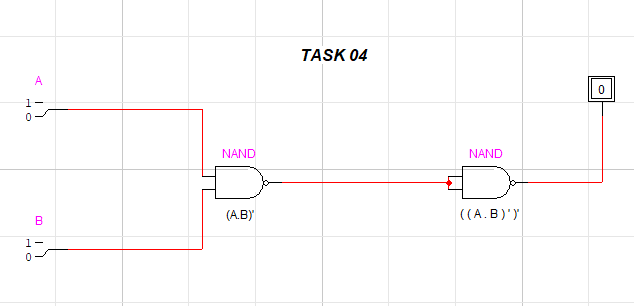 TASK 04
A
1
0
0
NAND
NAND
(A.B)'
((A.B)')'
B
1
0